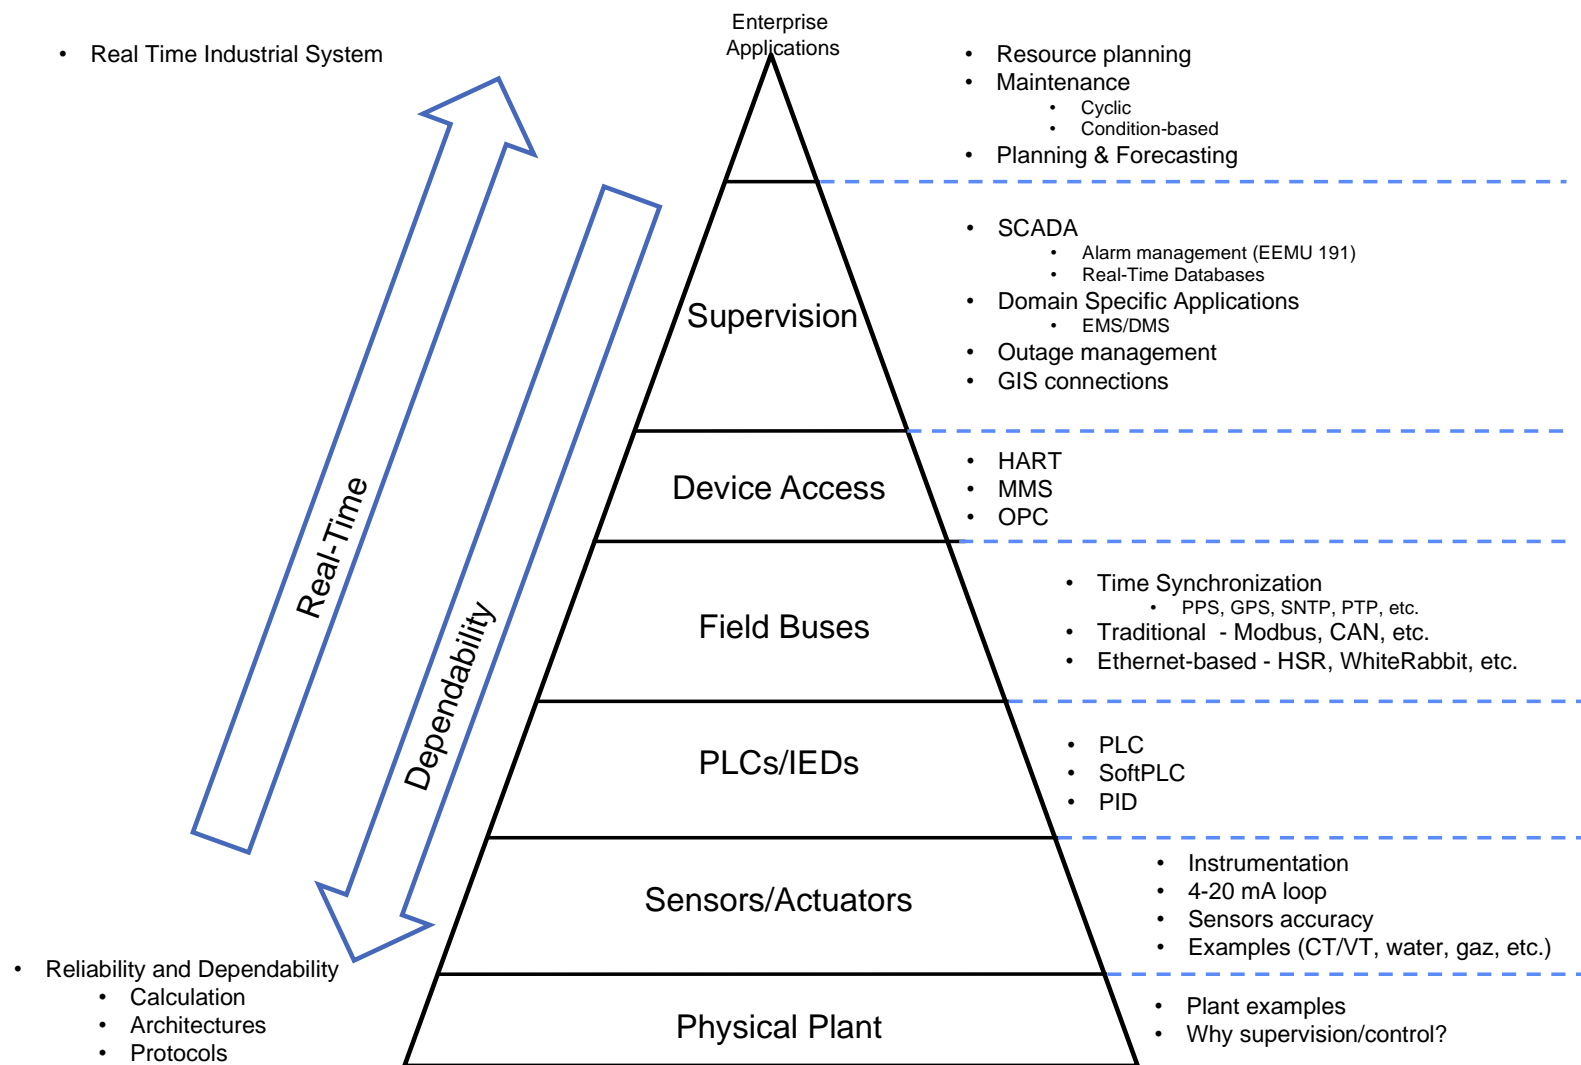 Enterprise
Applications
• Real Time Industrial System
• Resource planning
• Maintenance
• Cyclic
• Condition-based
• Planning & Forecasting
Supervision
• SCADA
• Alarm management (EEMU 191)
• Real-Time Databases
• Domain Specific Applications
• EMS/DMS
• Outage management
• GIS connections
Device Access
• HART
• MMS
• OPC
Real-Time
Dependability
Field Buses
• Time Synchronization
• PPS, GPS, SNTP, PTP, etc.
• Traditional - Modbus, CAN, etc.
• Ethernet-based - HSR, WhiteRabbit, etc.
PLCs/IEDs
• PLC
• SoftPLC
• PID
Sensors/Actuators
• Instrumentation
• 4-20 mA loop
• Sensors accuracy
• Examples (CT/VT, water, gaz, etc.)
• Reliability and Dependability
• Calculation
• Architectures
• Protocols
Physical Plant
• Plant examples
• Why supervision/control?